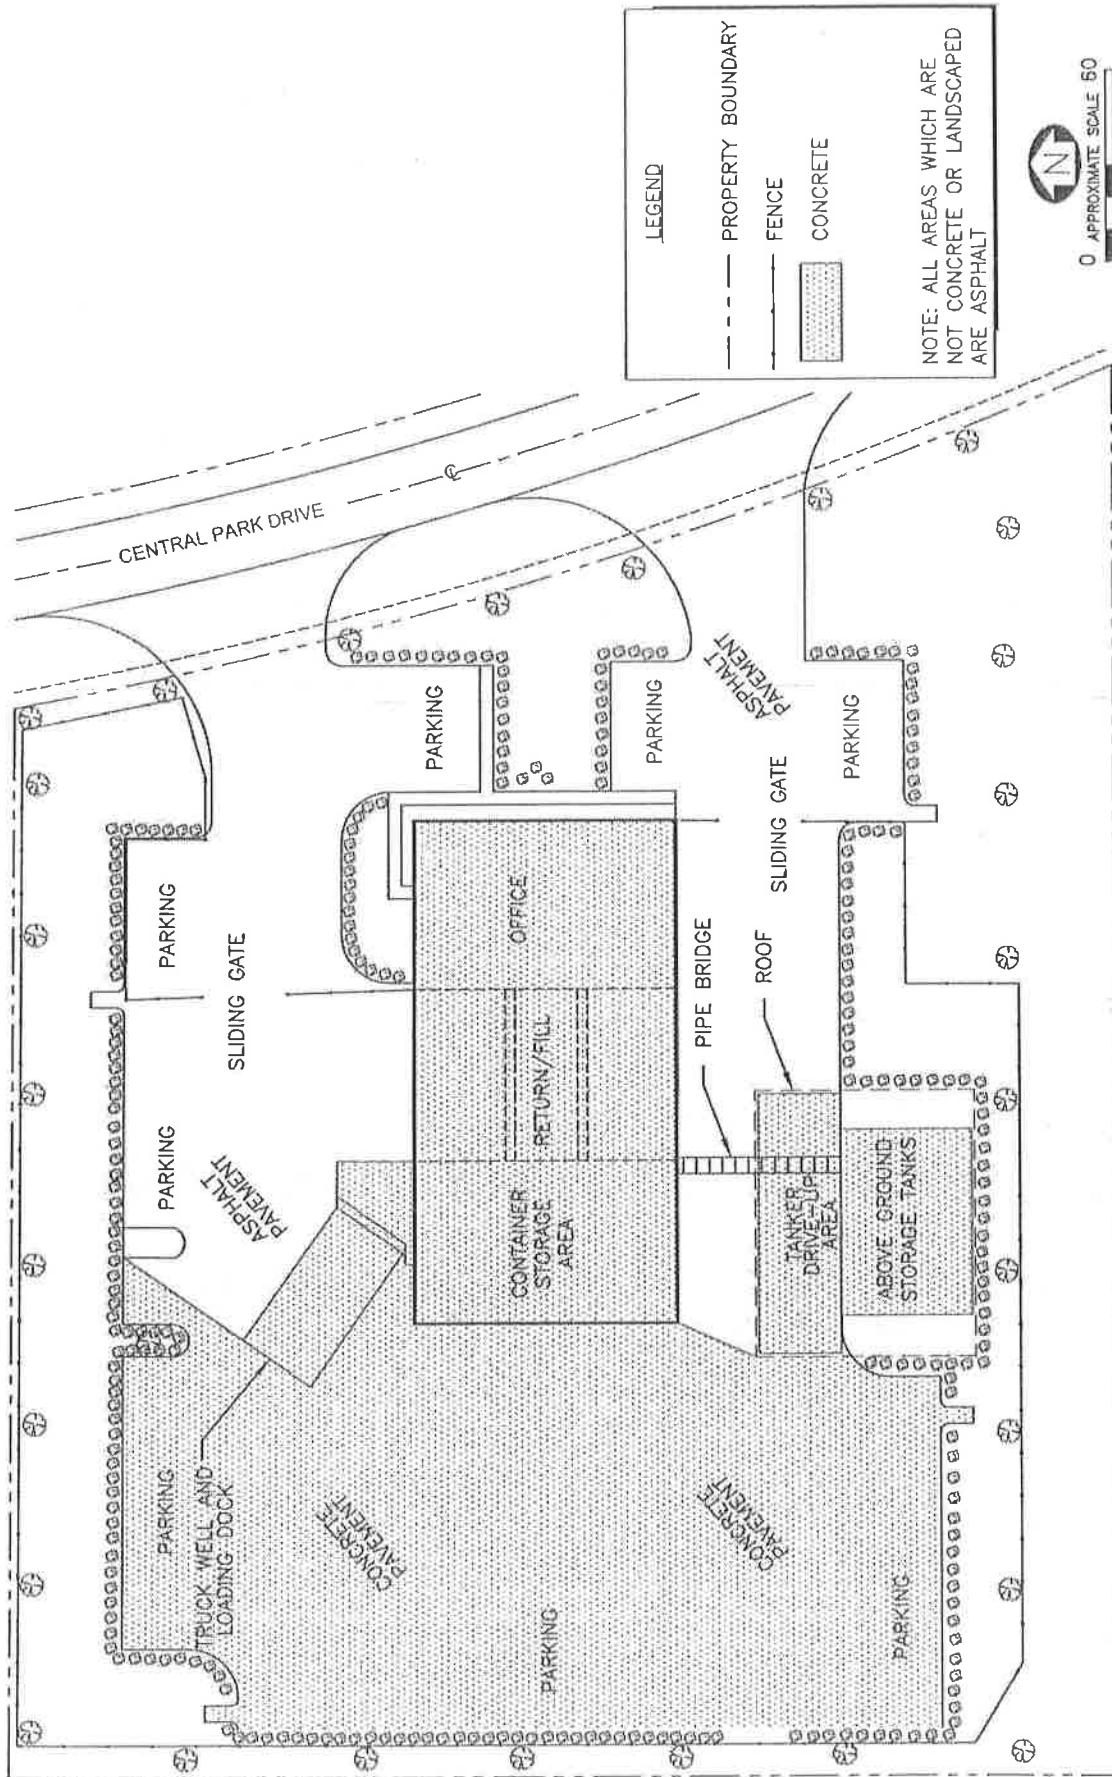 CENTRAL PARK DRIVE
℄
PARKING
SLIDING GATE
PARKING
ASPHALT
PAVEMENT
PARKING
TRUCK WELL AND
LOADING DOCK
CONCRETE
PAVEMENT
PARKING
PARKING
ASPHALT
PAVEMENT
OFFICE
RETURN/FILL
AREA
CONTAINER
STORAGE
AREA
PARKING
SLIDING GATE
PARKING
PIPE BRIDGE
ROOF
TANKER
DRIVE-UP
AREA
ABOVE GROUND
STORAGE TANKS
CONCRETE
PAVEMENT
PARKING
PARKING
LEGEND
PROPERTY BOUNDARY
FENCE
CONCRETE
NOTE: ALL AREAS WHICH ARE
NOT CONCRETE OR LANDSCAPED
ARE ASPHALT
N
0 APPROXIMATE SCALE 60